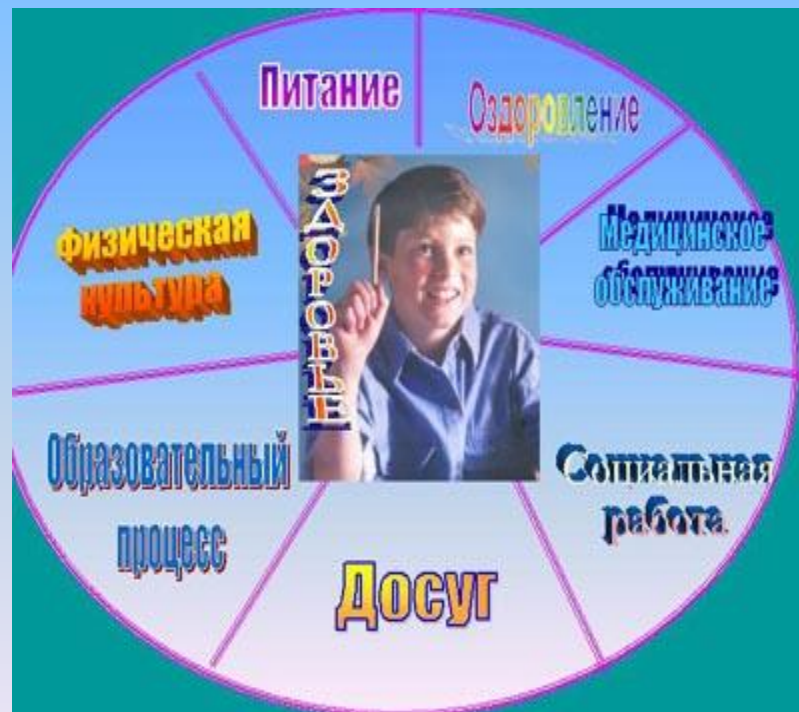 Питание
Оздоровление
Медицинское
обслуживание
Социальная
работа
Досуг
Образовательный
процесс
Физическая
культура
ЗДОРОВЬЕ